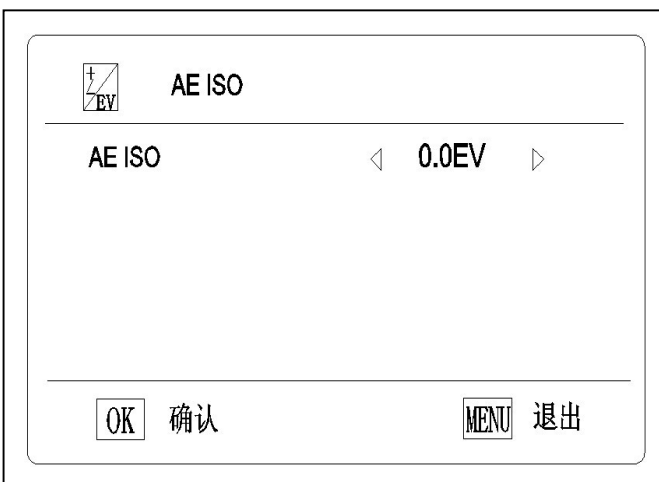 +/EV AE ISO
AE ISO 0.0EV
OK 确认 MENU 退出